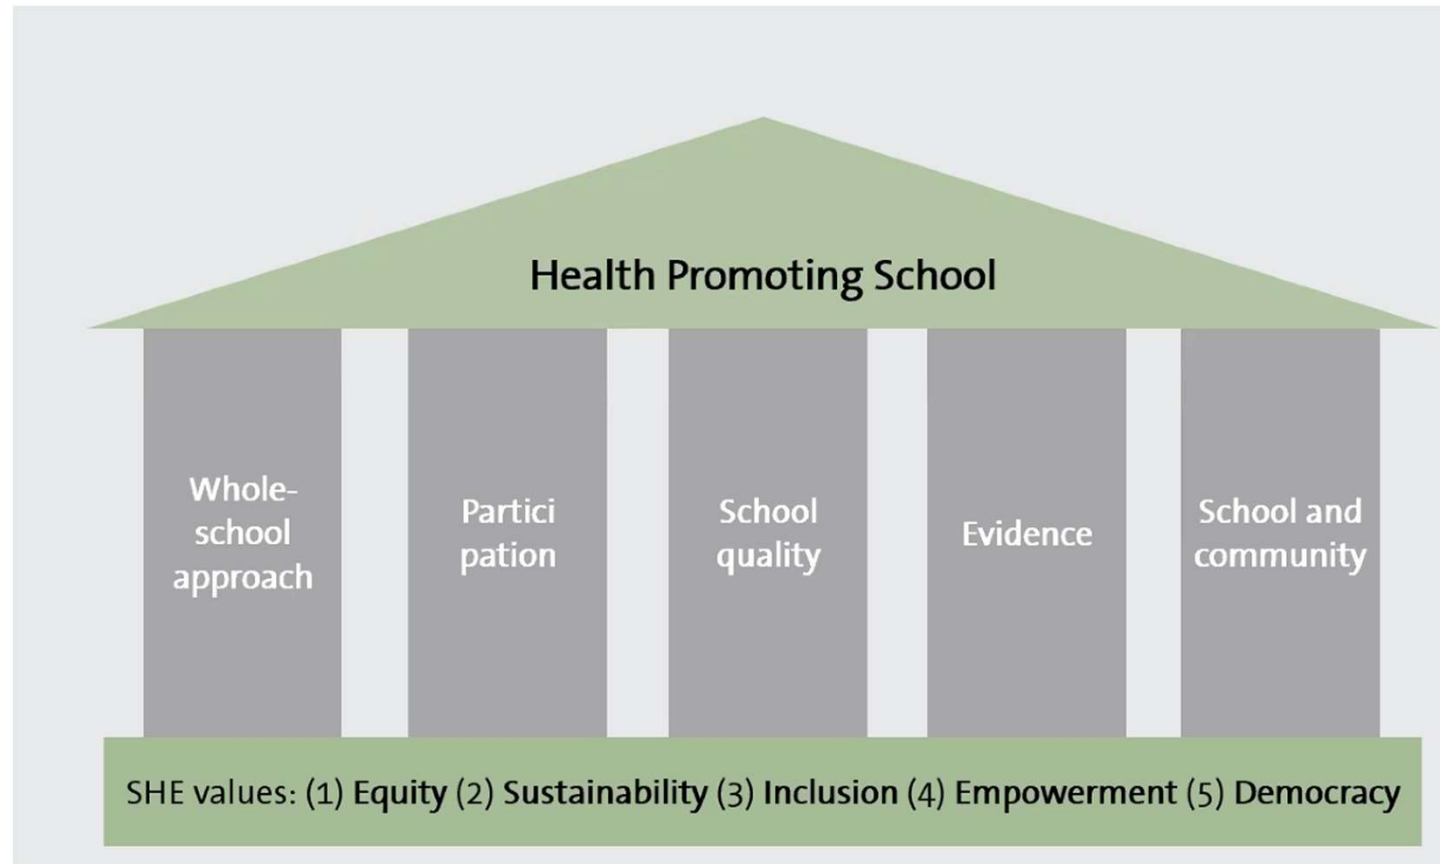 Health Promoting School
Whole-
school
approach
Partici
pation
School
quality
Evidence
School and
community
SHE values: (1) Equity (2) Sustainability (3) Inclusion (4) Empowerment (5) Democracy